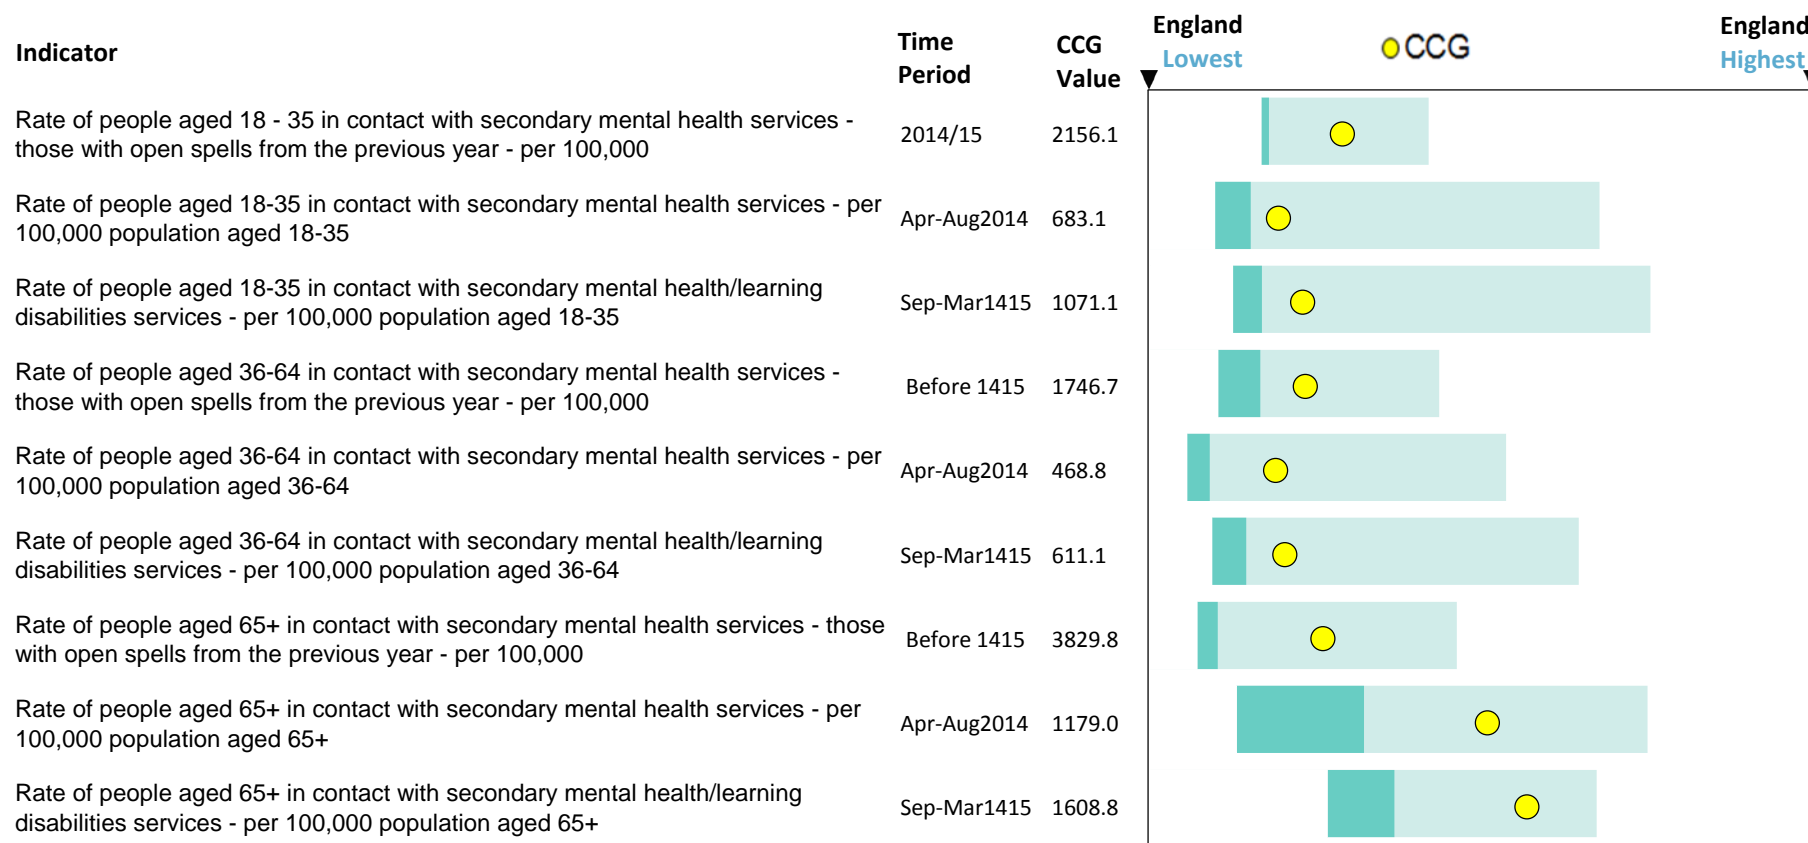 Indicator
Time
Period
CCG
Value
England
Lowest
CCG
England
Highest
Rate of people aged 18 - 35 in contact with secondary mental health services -
those with open spells from the previous year - per 100,000
2014/15
2156.1
Rate of people aged 18-35 in contact with secondary mental health services - per
100,000 population aged 18-35
Apr-Aug2014
683.1
Rate of people aged 18-35 in contact with secondary mental health/learning
disabilities services - per 100,000 population aged 18-35
Sep-Mar1415
1071.1
Rate of people aged 36-64 in contact with secondary mental health services -
those with open spells from the previous year - per 100,000
Before 1415
1746.7
Rate of people aged 36-64 in contact with secondary mental health services - per
100,000 population aged 36-64
Apr-Aug2014
468.8
Rate of people aged 36-64 in contact with secondary mental health/learning
disabilities services - per 100,000 population aged 36-64
Sep-Mar1415
611.1
Rate of people aged 65+ in contact with secondary mental health services - those
with open spells from the previous year - per 100,000
Before 1415
3829.8
Rate of people aged 65+ in contact with secondary mental health services - per
100,000 population aged 65+
Apr-Aug2014
1179.0
Rate of people aged 65+ in contact with secondary mental health/learning
disabilities services - per 100,000 population aged 65+
Sep-Mar1415
1608.8